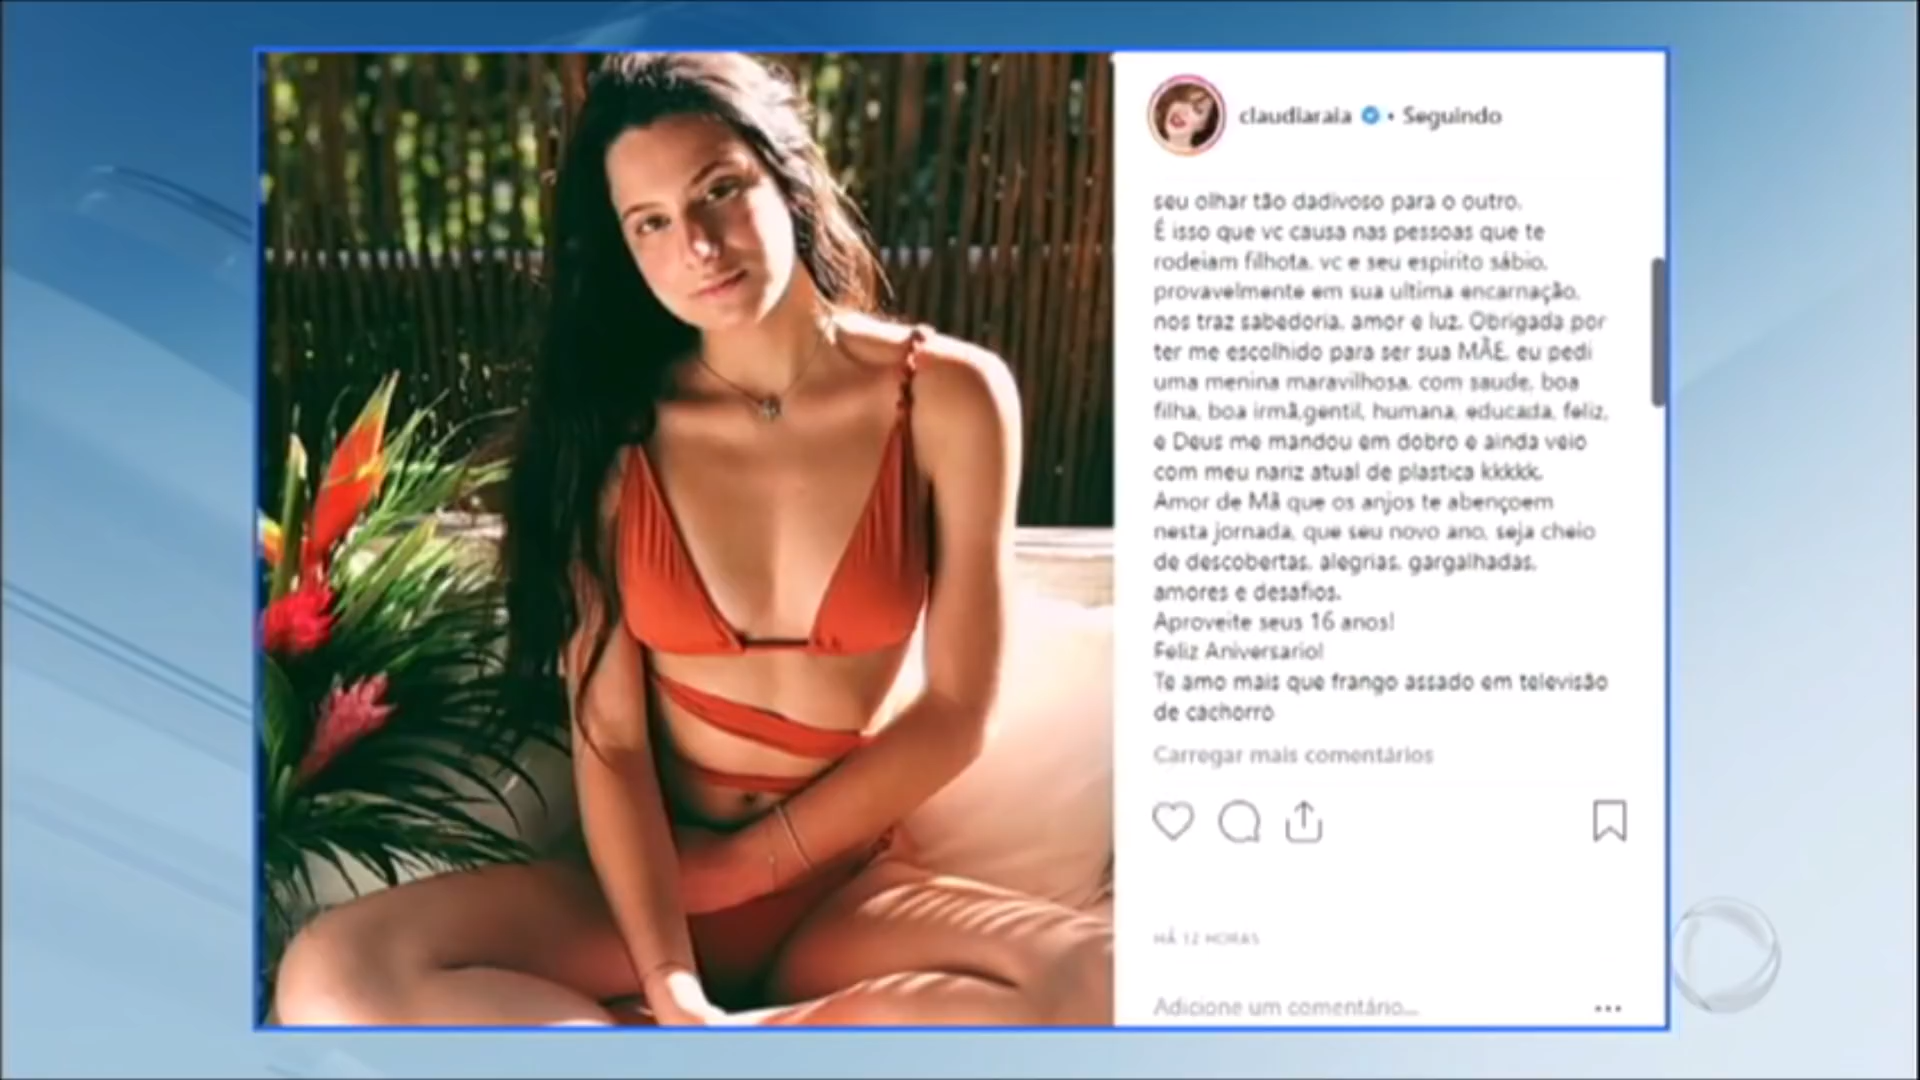 claudiaraia • Seguindo
seu olhar tão dadivoso para o outro.
É isso que vc causa nas pessoas que te
rodeiam filhota. vc e seu espirito sábio,
provavelmente em sua ultima encarnação,
nos traz sabedoria, amor e luz. Obrigada por
ter me escolhido para ser sua MÃE, eu pedi
uma menina maravilhosa, com saude, boa
filha, boa irmã,gentil, humana, educada, feliz,
e Deus me mandou em dobro e ainda veio
com meu nariz atual de plastica kkkkk.
Amor de Mã que os anjos te abençoem
nesta jornada, que seu novo ano, seja cheio
de descobertas, alegrias, gargalhadas,
amores e desafios.
Aproveite seus 16 anos!
Feliz Aniversario!
Te amo mais que frango assado em televisão
de cachorro
Carregar mais comentários
HÁ 12 HORAS
Adicione um comentário...